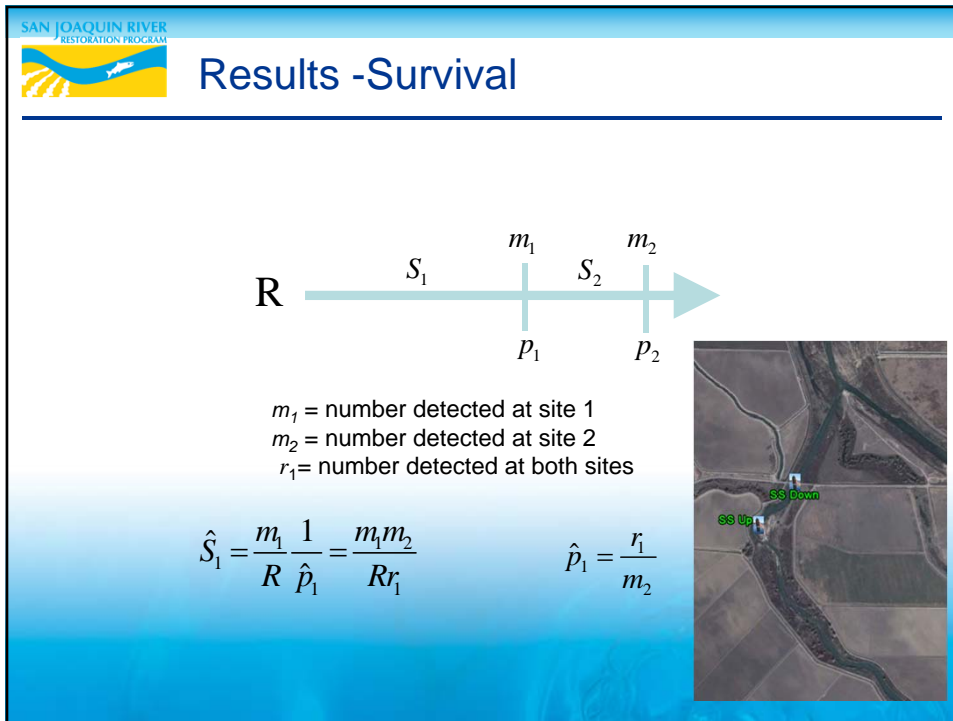 SAN JOAQUIN RIVER
RESTORATION PROGRAM
Results -Survival
m₁ m₂
S₁ S₂
R
p₁ p₂
m₁ = number detected at site 1
m₂ = number detected at site 2
r₁= number detected at both sites
Ŝ₁ = m₁/R 1/p̂₁ = m₁m₂/Rr₁
p̂₁ = r₁/m₂
SS Down
SS Up